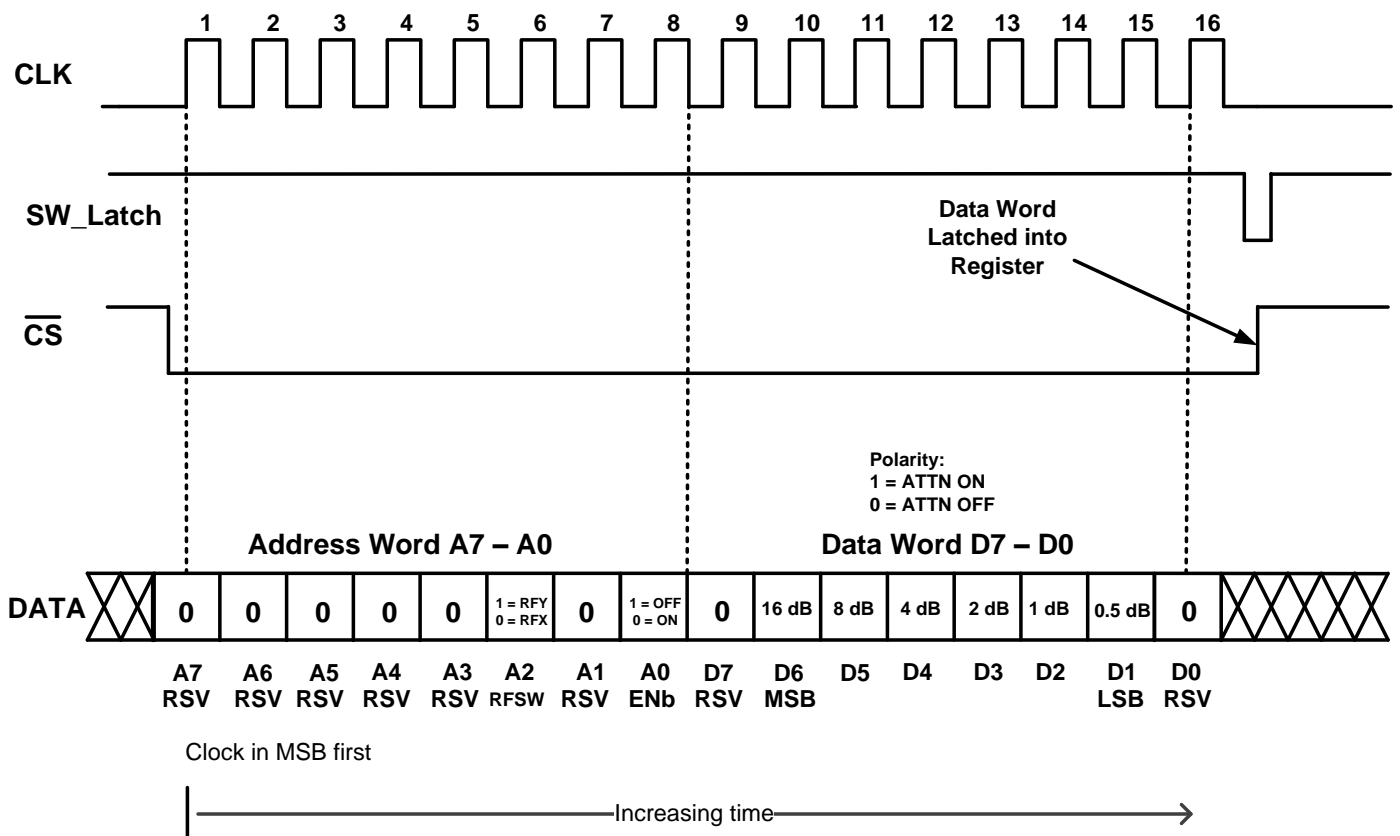 1 2 3 4 5 6 7 8 9 10 11 12 13 14 15 16
CLK
SW_Latch
Data Word
Latched into
Register
CS
Polarity:
1 = ATTN ON
0 = ATTN OFF
Address Word A7 – A0
Data Word D7 – D0
DATA
0 0 0 0 0 1 = RFY 0 1 = OFF 0 16 dB 8 dB 4 dB 2 dB 1 dB 0.5 dB 0
0 = RFX 0 = ON
A7 A6 A5 A4 A3 A2 A1 A0 D7 D6 D5 D4 D3 D2 D1 D0
RSV RSV RSV RSV RSV RFSW RSV ENb RSV MSB LSB RSV
Clock in MSB first
Increasing time